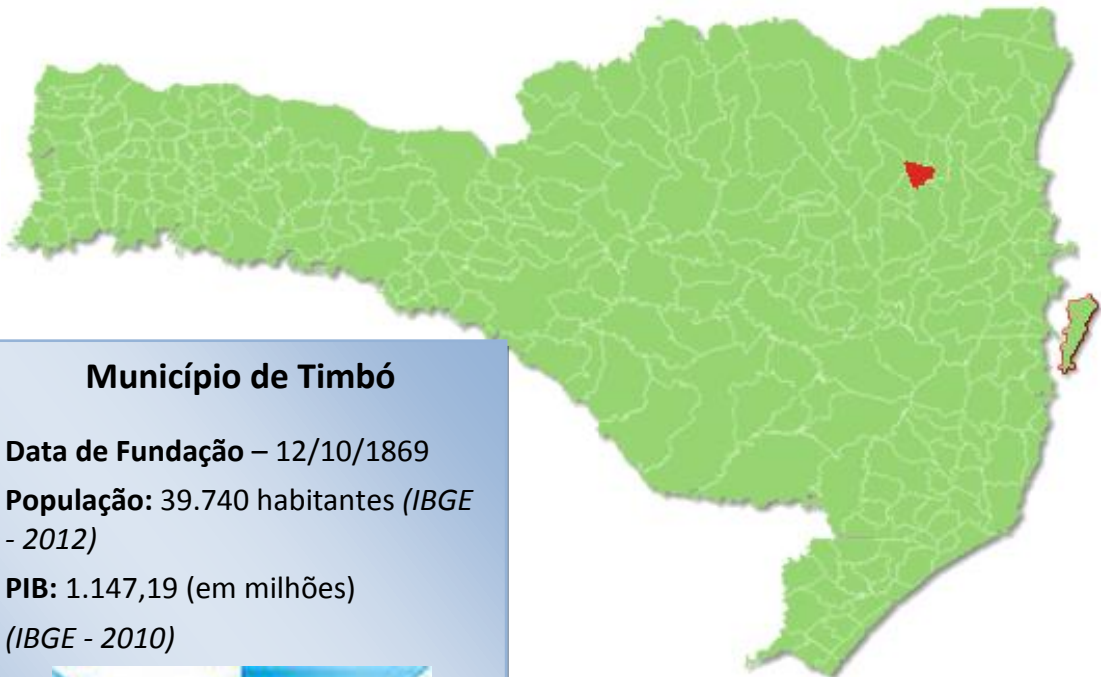 Município de Timbó
Data de Fundação – 12/10/1869
População: 39.740 habitantes (IBGE
- 2012)
PIB: 1.147,19 (em milhões)
(IBGE - 2010)